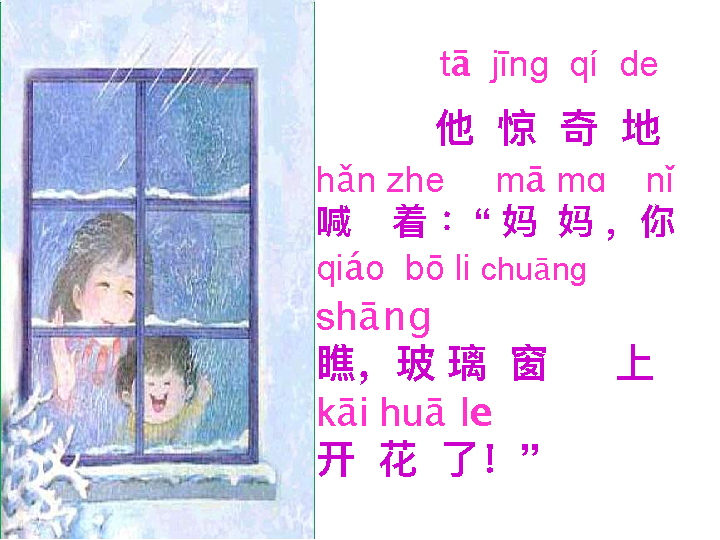 tā jīng qí de
他 惊 奇 地
hǎn zhe mā mɑ nǐ
喊 着：“妈 妈，你
qiáo bō li chuāng
shāng
瞧，玻 璃 窗 上
kāi huā le
开 花 了！”